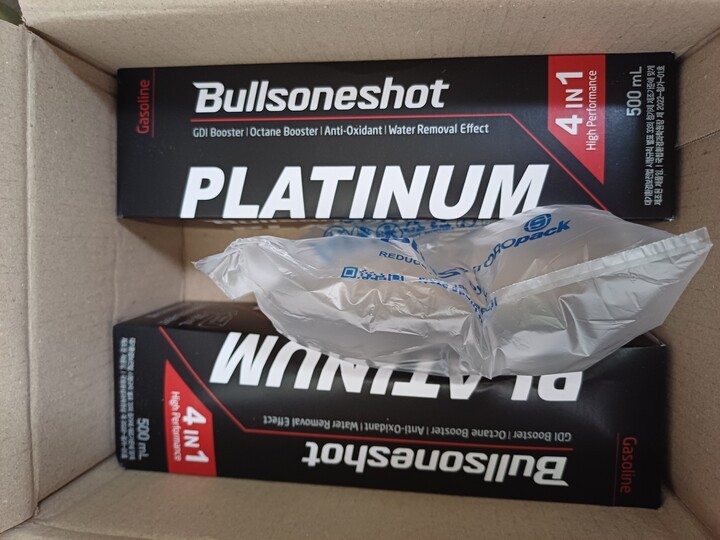 Gasoline
Bullsoneshot
GDI Booster | Octane Booster | Anti-Oxidant | Water Removal Effect
PLATINUM
4 IN 1
High Performance
500 mL
OROpack
REDUC
PLATINUM
GDI Booster | Octane Booster | Anti-Oxidant | Water Removal Effect
Bullsoneshot
Gasoline
4 IN 1
High Performance
500 mL